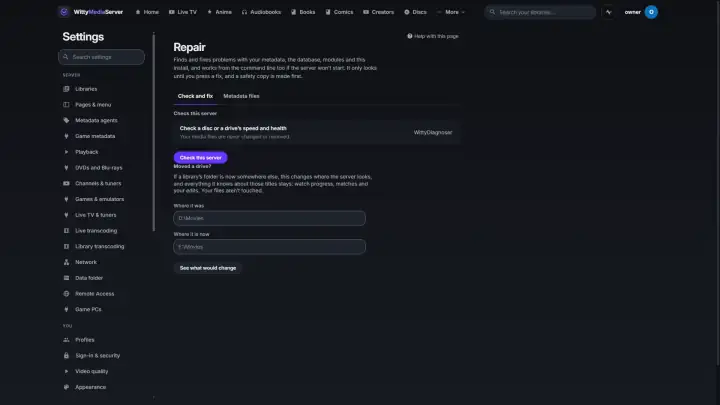 WittyMediaServer
Home
Live TV
Anime
Audiobooks
Books
Comics
Creators
Discs
More
Search your libraries...
owner
O
Settings
Search settings
SERVER
Libraries
Pages & menu
Metadata agents
Game metadata
Playback
DVDs and Blu-rays
Channels & tuners
Games & emulators
Live TV & tuners
Live transcoding
Library transcoding
Network
Data folder
Remote Access
Game PCs
YOU
Profiles
Sign-in & security
Video quality
Appearance
Help with this page
Repair
Finds and fixes problems with your metadata, the database, modules and this
install, and works from the command line too if the server won't start. It only looks
until you press a fix, and a safety copy is made first.
Check and fix
Metadata files
Check this server
Check a disc or a drive's speed and health
Your media files are never changed or removed.
WittyDiagnoser
Check this server
Moved a drive?
If a library's folder is now somewhere else, this changes where the server looks,
and everything it knows about those titles stays: watch progress, matches and
your edits. Your files aren't touched.
Where it was
D:\Movies
Where it is now
F:\Movies
See what would change